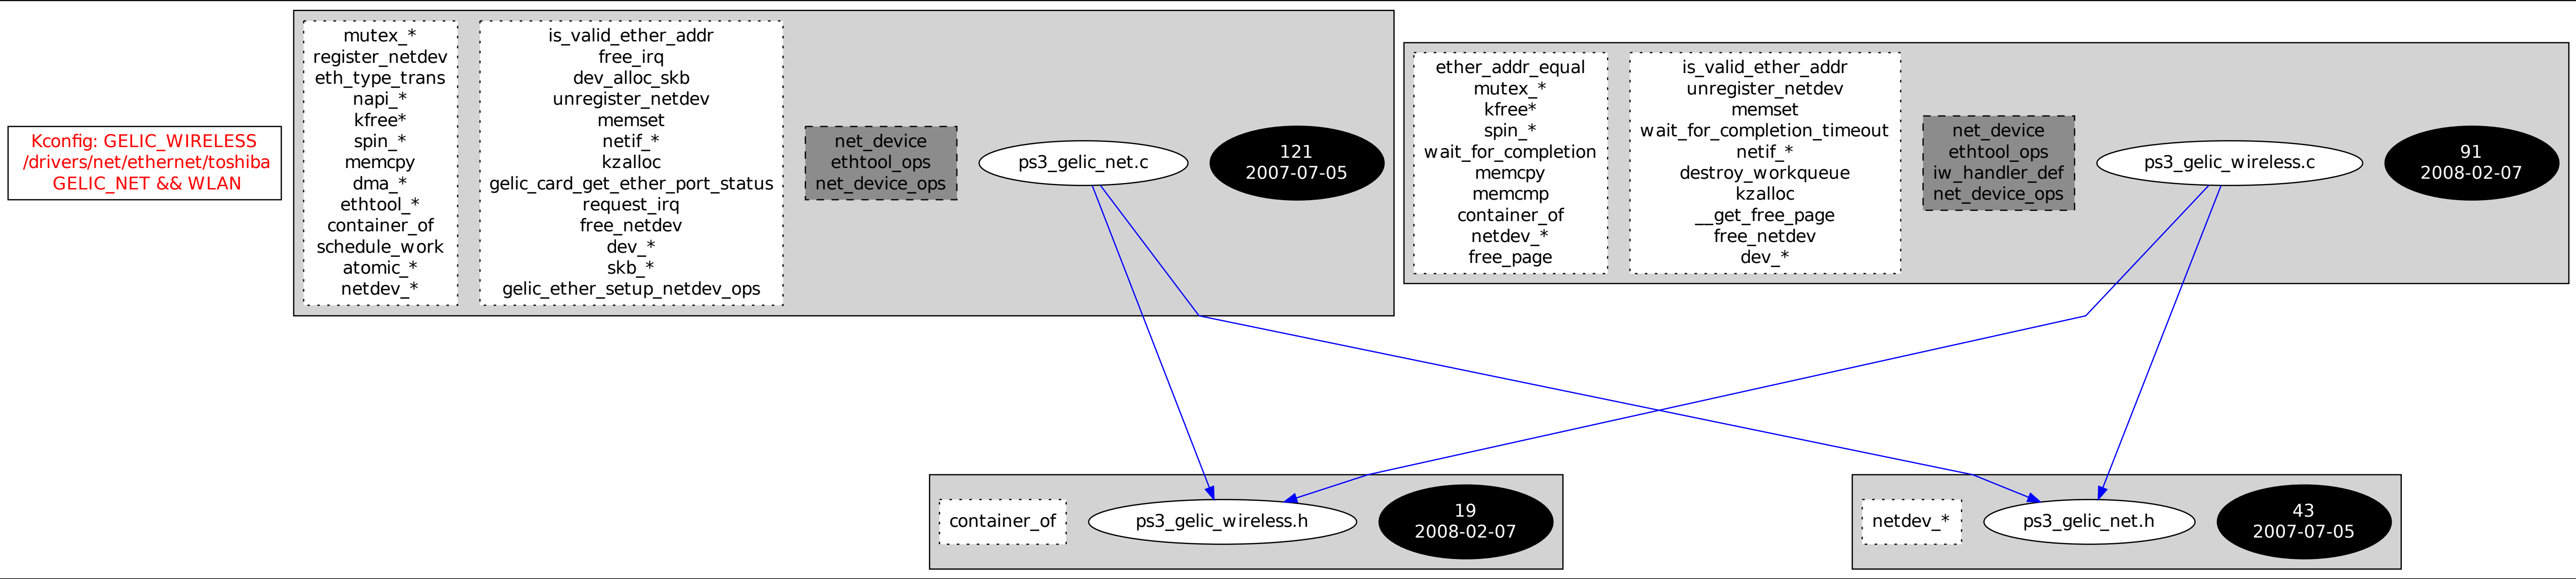 Kconfig: GELIC_WIRELESS
/drivers/net/ethernet/toshiba
GELIC_NET && WLAN
mutex_*
register_netdev
eth_type_trans
napi_*
kfree*
spin_*
memcpy
dma_*
ethtool_*
container_of
schedule_work
atomic_*
netdev_*
is_valid_ether_addr
free_irq
dev_alloc_skb
unregister_netdev
memset
netif_*
kzalloc
gelic_card_get_ether_port_status
request_irq
free_netdev
dev_*
skb_*
gelic_ether_setup_netdev_ops
net_device
ethtool_ops
net_device_ops
ps3_gelic_net.c
121
2007-07-05
ether_addr_equal
mutex_*
kfree*
spin_*
wait_for_completion
memcpy
memcmp
container_of
netdev_*
free_page
is_valid_ether_addr
unregister_netdev
memset
wait_for_completion_timeout
netif_*
destroy_workqueue
kzalloc
__get_free_page
free_netdev
dev_*
net_device
ethtool_ops
iw_handler_def
net_device_ops
ps3_gelic_wireless.c
91
2008-02-07
container_of
ps3_gelic_wireless.h
19
2008-02-07
netdev_*
ps3_gelic_net.h
43
2007-07-05